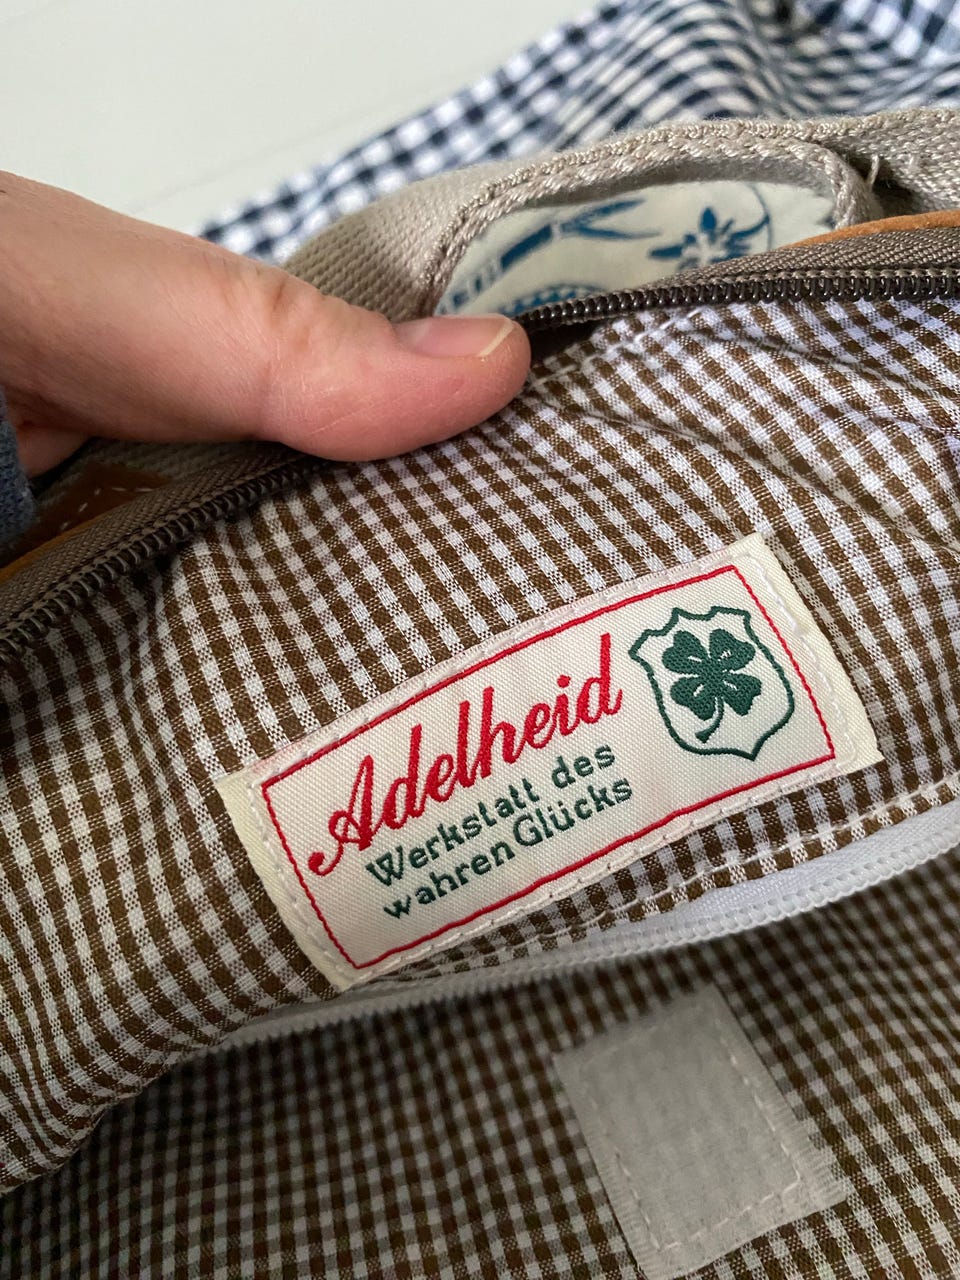 Adelheid
Werkstatt des
wahren Glücks